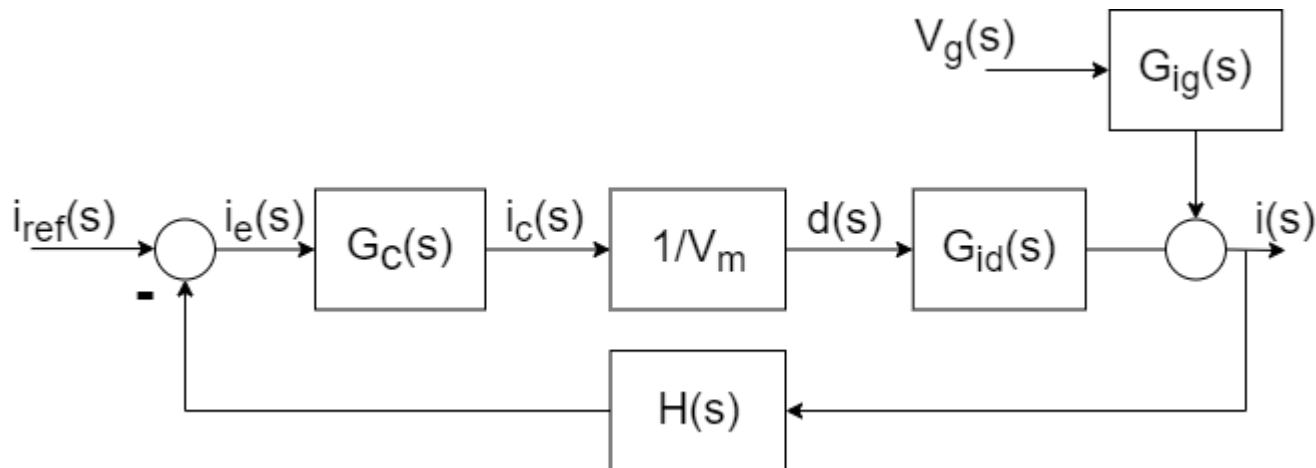 V_g(s)
G_ig(s)
i_ref(s)
i_e(s)
G_C(s)
i_c(s)
1/V_m
d(s)
G_id(s)
i(s)
-
H(s)